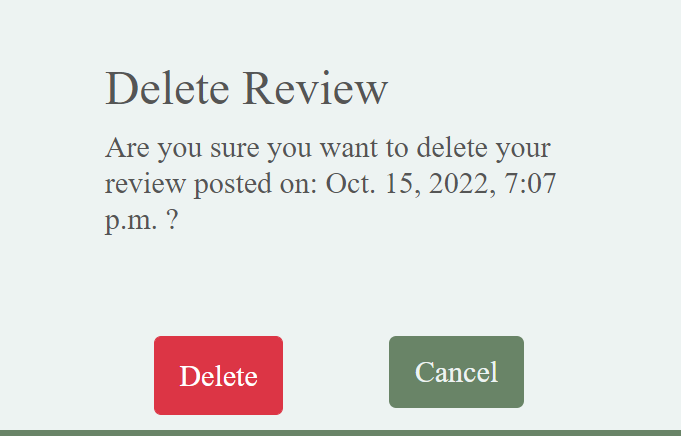 Delete Review
Are you sure you want to delete your
review posted on: Oct. 15, 2022, 7:07
p.m. ?
Delete
Cancel